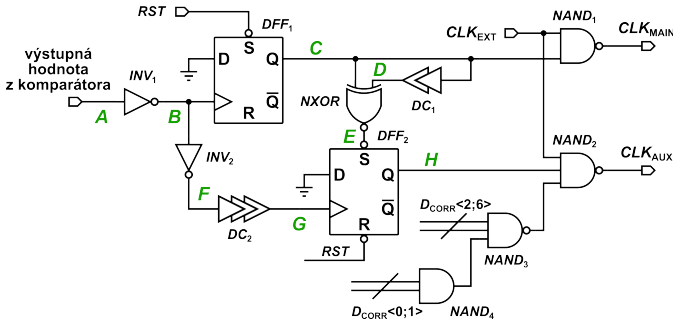 RST
DFF1
NAND1
CLKEXT
CLKMAIN
výstupná
hodnota
z komparátora
INV1
S
D
Q
C
D
DC1
A
B
R
Q
NXOR
E
DFF2
NAND2
INV2
S
D
Q
H
CLKAUX
F
DC2
G
R
Q
RST
DCORR<2;6>
NAND3
DCORR<0;1>
NAND4